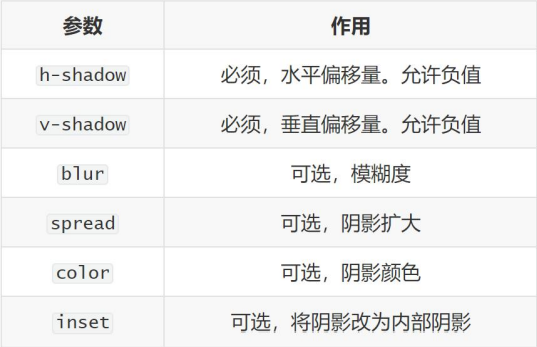 参数 作用
h-shadow 必须，水平偏移量。允许负值
v-shadow 必须，垂直偏移量。允许负值
blur 可选，模糊度
spread 可选，阴影扩大
color 可选，阴影颜色
inset 可选，将阴影改为内部阴影